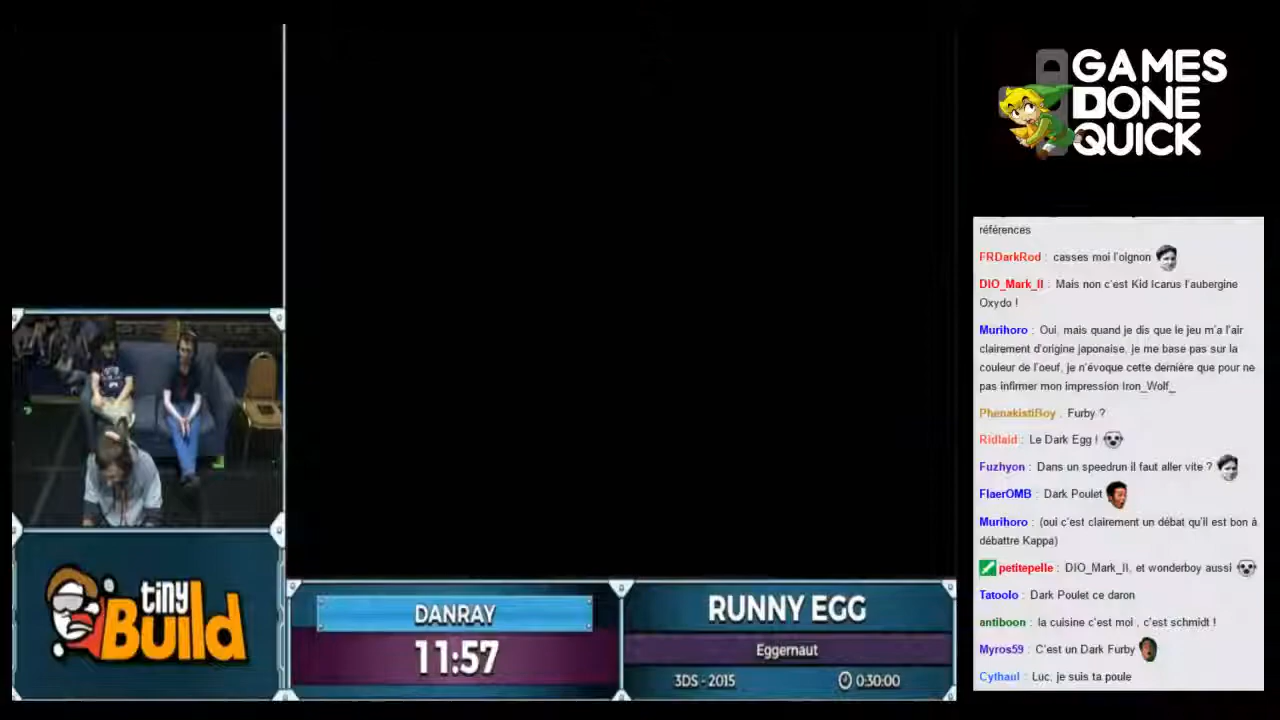 GAMES
DONE
QUICK
références
FRDarkRod : casses moi l'oignon
DIO_Mark_II : Mais non c'est Kid Icarus l'aubergine
Oxydo !
Murihoro : Oui, mais quand je dis que le jeu m'a l'air
clairement d'origine japonaise, je me base pas sur la
couleur de l'oeuf, je n'évoque cette dernière que pour ne
pas infirmer mon impression Iron_Wolf_
PhenakistiBoy : Furby ?
Ridlaid : Le Dark Egg !
Fuzhyon : Dans un speedrun il faut aller vite ?
FlaerOMB : Dark Poulet
Murihoro : (oui c'est clairement un débat qu'il est bon à
débattre Kappa)
petitepelle : DIO_Mark_II, et wonderboy aussi
Tatoolo : Dark Poulet ce daron
antiboon : la cuisine c'est moi , c'est schmidt !
Myros59 : C'est un Dark Furby
Cythaul : Luc, je suis ta poule
tiny
Build
DANRAY
11:57
RUNNY EGG
Eggernaut
3DS - 2015
0:30:00